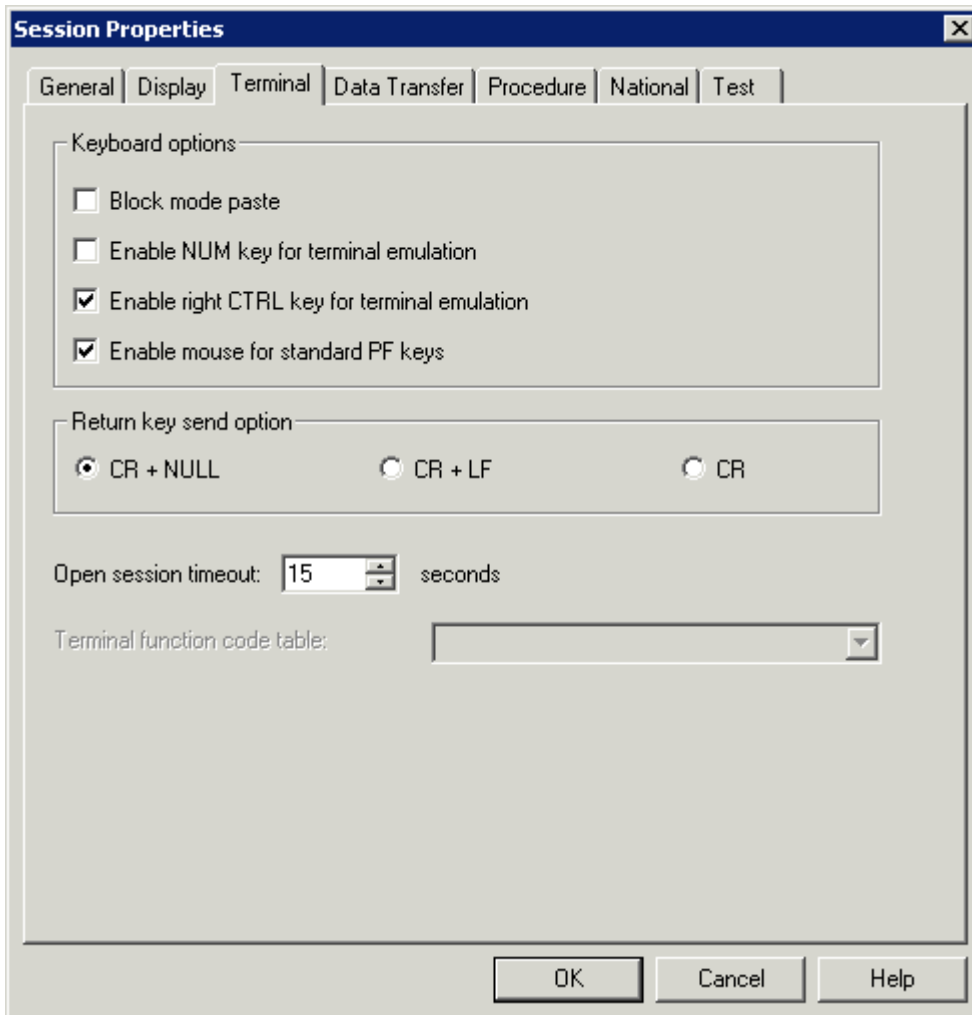 Session Properties
General Display Terminal Data Transfer Procedure National Test
Keyboard options
Block mode paste
Enable NUM key for terminal emulation
Enable right CTRL key for terminal emulation
Enable mouse for standard PF keys
Return key send option
CR + NULL CR + LF CR
Open session timeout: 15 seconds
Terminal function code table:
OK Cancel Help